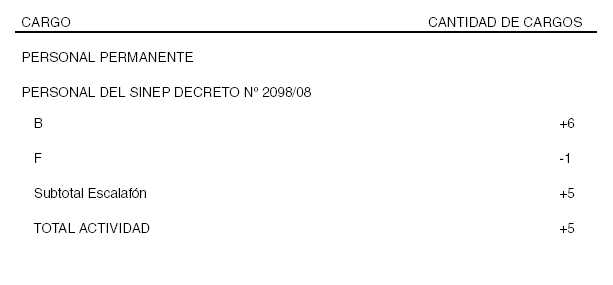 CARGO CANTIDAD DE CARGOS
PERSONAL PERMANENTE
PERSONAL DEL SINEP DECRETO Nº 2098/08
B +6
F -1
Subtotal Escalafón +5
TOTAL ACTIVIDAD +5